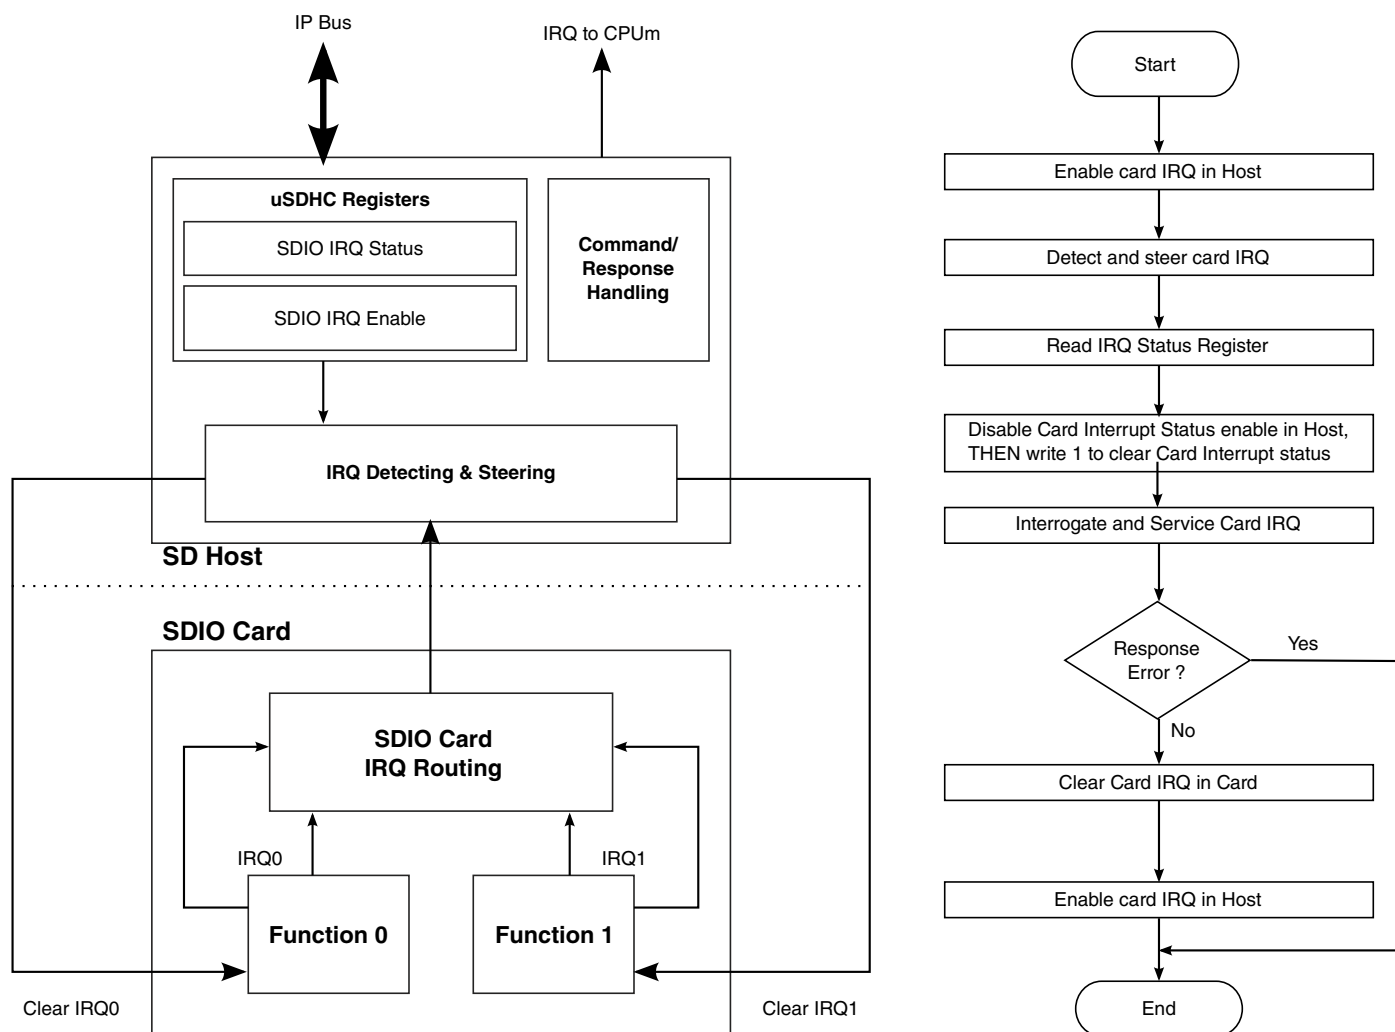 IP Bus
IRQ to CPUm
uSDHC Registers
SDIO IRQ Status
SDIO IRQ Enable
Command/
Response
Handling
IRQ Detecting & Steering
SD Host
SDIO Card
SDIO Card
IRQ Routing
IRQ0
IRQ1
Function 0
Function 1
Clear IRQ0
Clear IRQ1
Start
Enable card IRQ in Host
Detect and steer card IRQ
Read IRQ Status Register
Disable Card Interrupt Status enable in Host,
THEN write 1 to clear Card Interrupt status
Interrogate and Service Card IRQ
Response
Error ?
Yes
No
Clear Card IRQ in Card
Enable card IRQ in Host
End